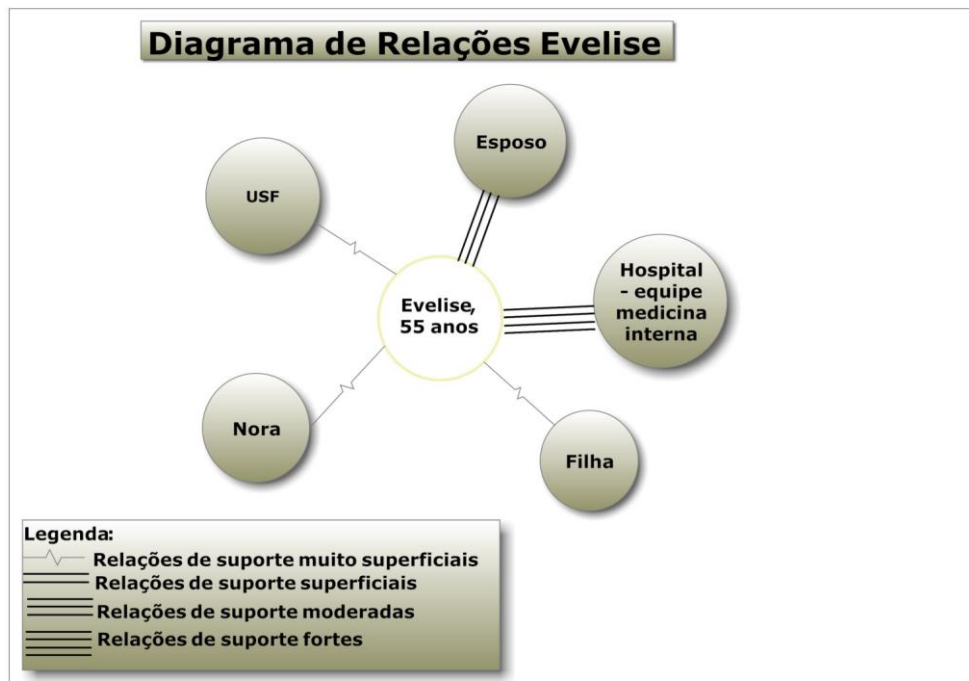 Diagrama de Relações Evelise
Esposo
USF
Hospital
- equipe
medicina
interna
Evelise,
55 anos
Nora
Filha
Legenda:
Relações de suporte muito superficiais
Relações de suporte superficiais
Relações de suporte moderadas
Relações de suporte fortes